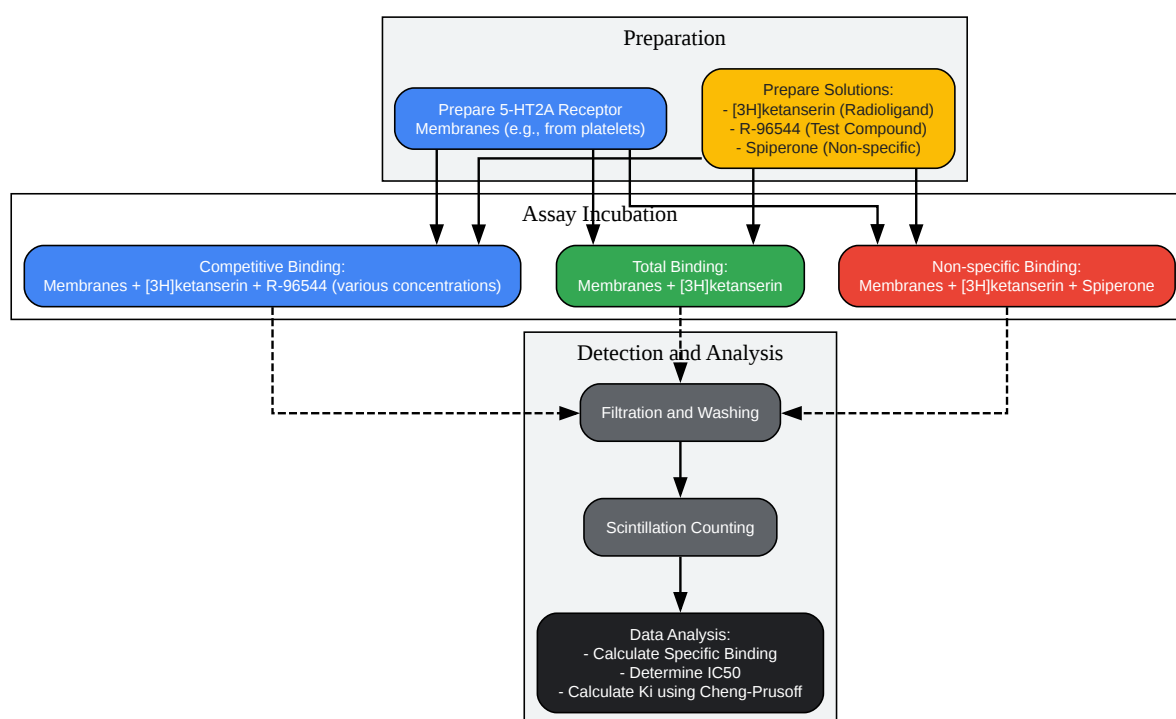 Preparation
Prepare 5-HT2A Receptor
Membranes (e.g., from platelets)
Prepare Solutions:
- [3H]ketanserin (Radioligand)
- R-96544 (Test Compound)
- Spiperone (Non-specific)
Assay Incubation
Competitive Binding:
Membranes + [3H]ketanserin + R-96544 (various concentrations)
Total Binding:
Membranes + [3H]ketanserin
Non-specific Binding:
Membranes + [3H]ketanserin + Spiperone
Detection and Analysis
Filtration and Washing
Scintillation Counting
Data Analysis:
- Calculate Specific Binding
- Determine IC50
- Calculate Ki using Cheng-Prusoff